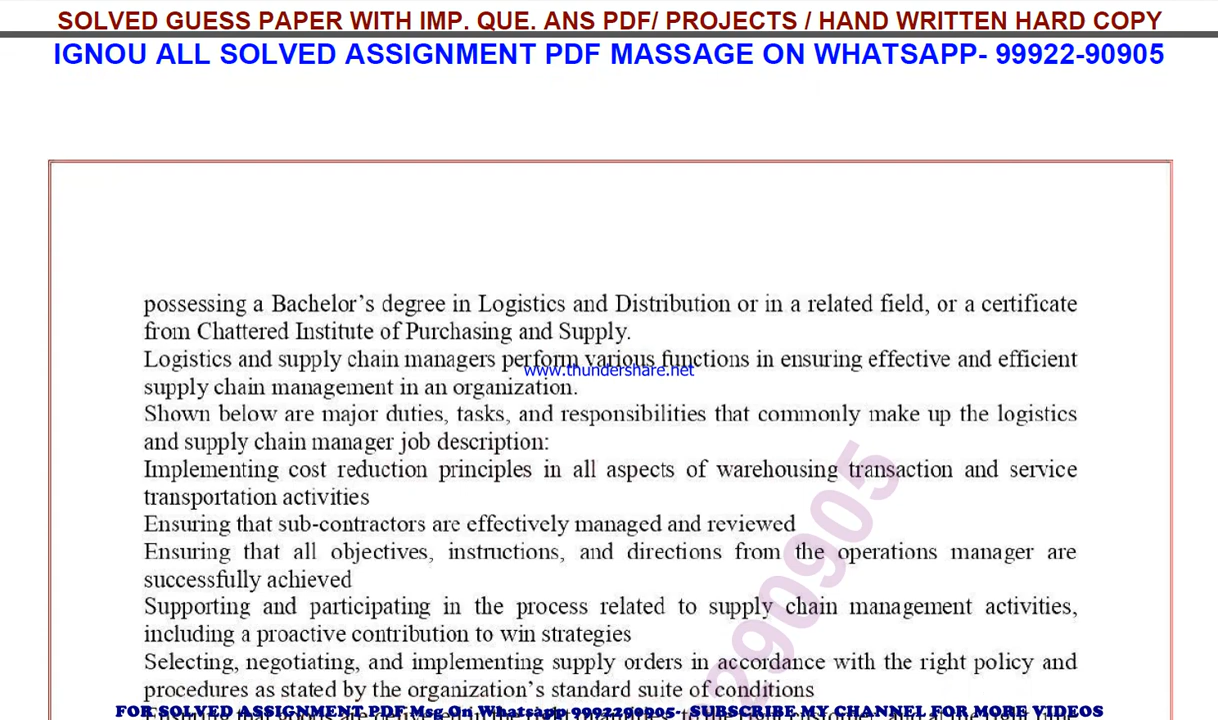 SOLVED GUESS PAPER WITH IMP. QUE. ANS PDF/ PROJECTS / HAND WRITTEN HARD COPY
IGNOU ALL SOLVED ASSIGNMENT PDF MASSAGE ON WHATSAPP- 99922-90905
possessing a Bachelor’s degree in Logistics and Distribution or in a related field, or a certificate
from Chattered Institute of Purchasing and Supply.
Logistics and supply chain managers perform various functions in ensuring effective and efficient
www.thundershare.net
supply chain management in an organization.
Shown below are major duties, tasks, and responsibilities that commonly make up the logistics
and supply chain manager job description:
Implementing cost reduction principles in all aspects of warehousing transaction and service
transportation activities
Ensuring that sub-contractors are effectively managed and reviewed
Ensuring that all objectives, instructions, and directions from the operations manager are
successfully achieved
Supporting and participating in the process related to supply chain management activities,
including a proactive contribution to win strategies
Selecting, negotiating, and implementing supply orders in accordance with the right policy and
procedures as stated by the organization’s standard suite of conditions
290905
FOR SOLVED ASSIGNMENT PDF Msg On Whatsapp 9992290905- SUBSCRIBE MY CHANNEL FOR MORE VIDEOS